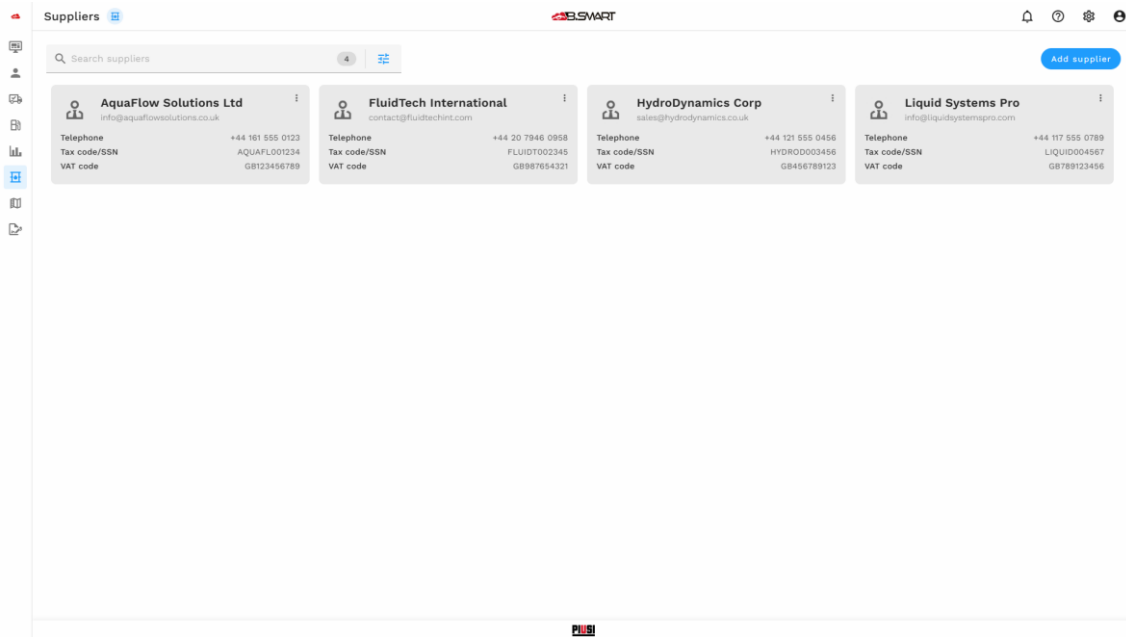 Suppliers
B.SMART
Search suppliers
4
Add supplier
AquaFlow Solutions Ltd
info@aquaflowsolutions.co.uk
Telephone +44 161 555 0123
Tax code/SSN AQUAFL001234
VAT code GB123456789
FluidTech International
contact@fluidtechint.com
Telephone +44 20 7946 0958
Tax code/SSN FLUIDT002345
VAT code GB987654321
HydroDynamics Corp
sales@hydrodynamics.co.uk
Telephone +44 121 555 0456
Tax code/SSN HYDROD003456
VAT code GB456789123
Liquid Systems Pro
info@liquidsystemspro.com
Telephone +44 117 555 0789
Tax code/SSN LIQUID004567
VAT code GB789123456
PIUSI